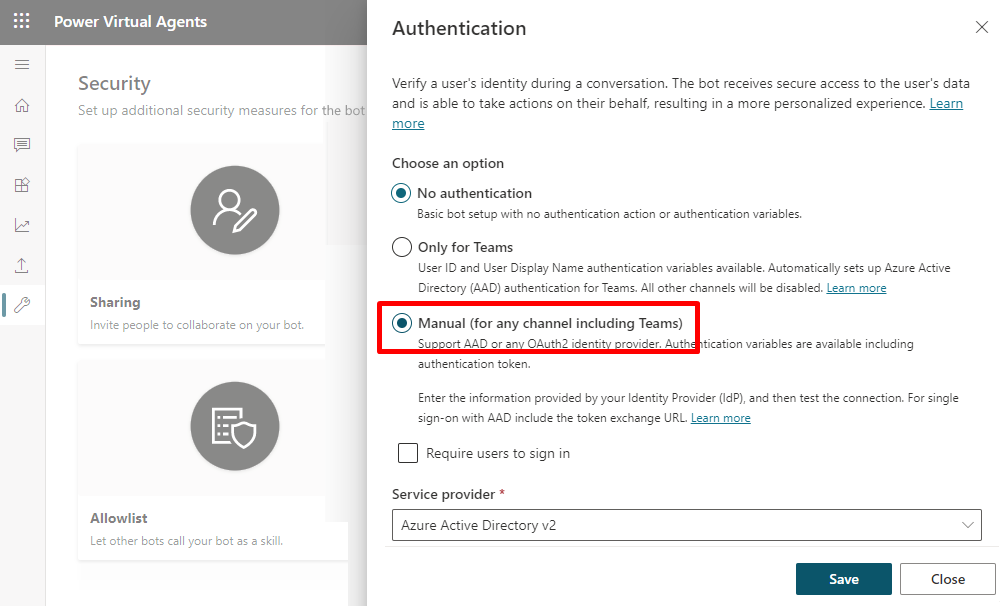 Power Virtual Agents
Security
Set up additional security measures for the bot
Sharing
Invite people to collaborate on your bot.
Allowlist
Let other bots call your bot as a skill.
Authentication
Verify a user's identity during a conversation. The bot receives secure access to the user's data
and is able to take actions on their behalf, resulting in a more personalized experience. Learn
more
Choose an option
No authentication
Basic bot setup with no authentication action or authentication variables.
Only for Teams
User ID and User Display Name authentication variables available. Automatically sets up Azure Active
Directory (AAD) authentication for Teams. All other channels will be disabled. Learn more
Manual (for any channel including Teams)
Support AAD or any OAuth2 identity provider. Authentication variables are available including
authentication token.
Enter the information provided by your Identity Provider (IdP), and then test the connection. For single
sign-on with AAD include the token exchange URL. Learn more
Require users to sign in
Service provider *
Azure Active Directory v2
Save
Close